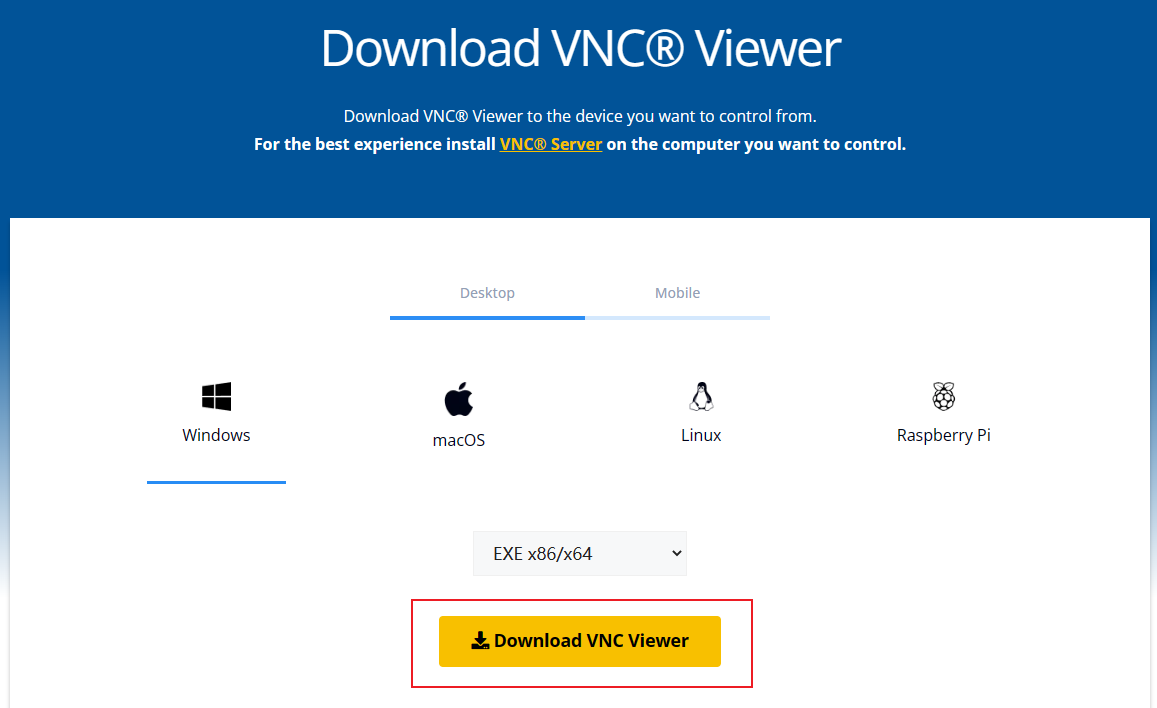 Download VNC® Viewer
Download VNC® Viewer to the device you want to control from.
For the best experience install VNC® Server on the computer you want to control.
Desktop
Mobile
Windows
macOS
Linux
Raspberry Pi
EXE x86/x64
Download VNC Viewer